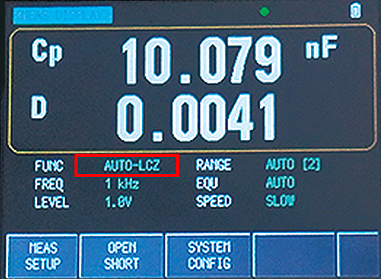 Cp 10.079 nF
D 0.0041
FUNC AUTO-LCZ RANGE AUTO [2]
FREQ 1 kHz EQU AUTO
LEVEL 1.0V SPEED SLOW
MEAS SETUP OPEN SHORT SYSTEM CONFIG